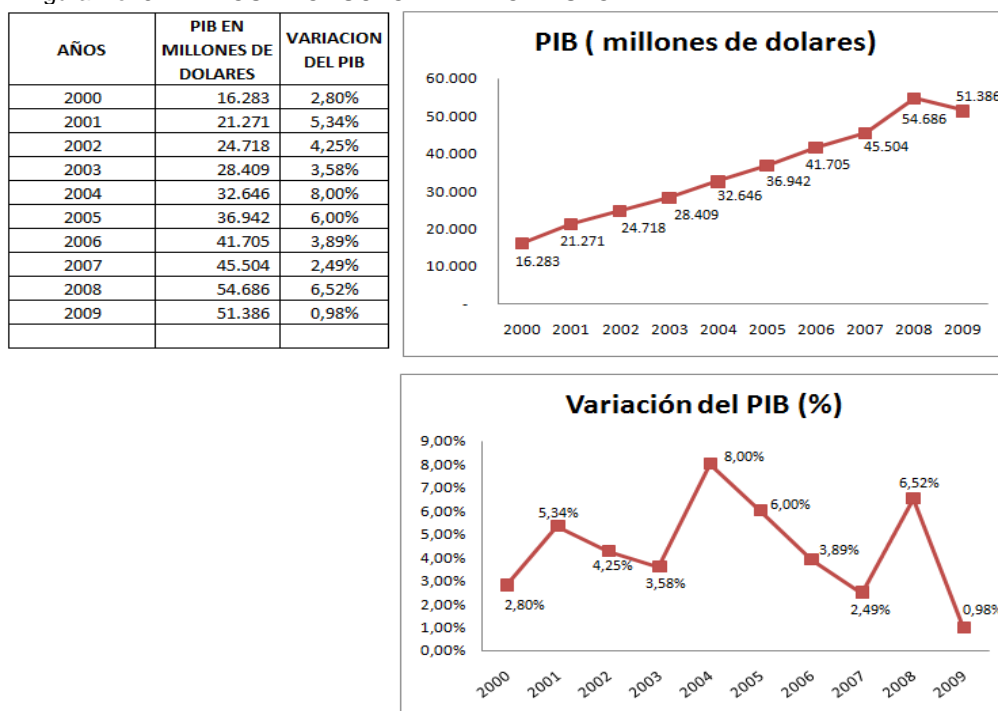 AÑOS PIB EN MILLONES DE DOLARES VARIACION DEL PIB
2000 16.283 2,80%
2001 21.271 5,34%
2002 24.718 4,25%
2003 28.409 3,58%
2004 32.646 8,00%
2005 36.942 6,00%
2006 41.705 3,89%
2007 45.504 2,49%
2008 54.686 6,52%
2009 51.386 0,98%
PIB ( millones de dolares)
60.000
50.000
40.000
30.000
20.000
10.000
-
16.283
21.271
24.718
28.409
32.646
36.942
41.705
45.504
54.686
51.386
2000 2001 2002 2003 2004 2005 2006 2007 2008 2009
Variación del PIB (%)
9,00%
8,00%
7,00%
6,00%
5,00%
4,00%
3,00%
2,00%
1,00%
0,00%
2,80%
5,34%
4,25%
3,58%
8,00%
6,00%
3,89%
2,49%
6,52%
0,98%
2000 2001 2002 2003 2004 2005 2006 2007 2008 2009